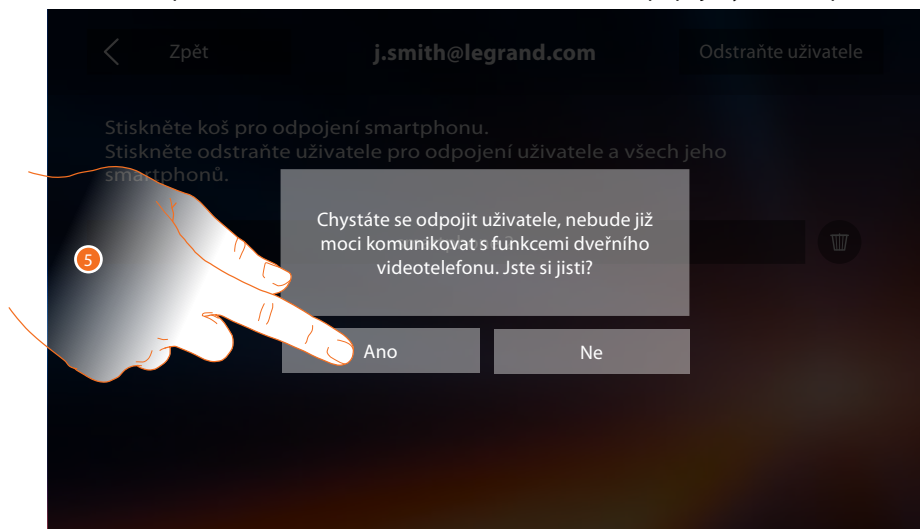 Zpět
j.smith@legrand.com
Odstraňte uživatele
Stiskněte koš pro odpojení smartphonu.
Stiskněte odstraňte uživatele pro odpojení uživatele a všech jeho
smartphonů.
Chystáte se odpojit uživatele, nebude již
moci komunikovat s funkcemi dveřního
videotelefonu. Jste si jisti?
5
Ano
Ne